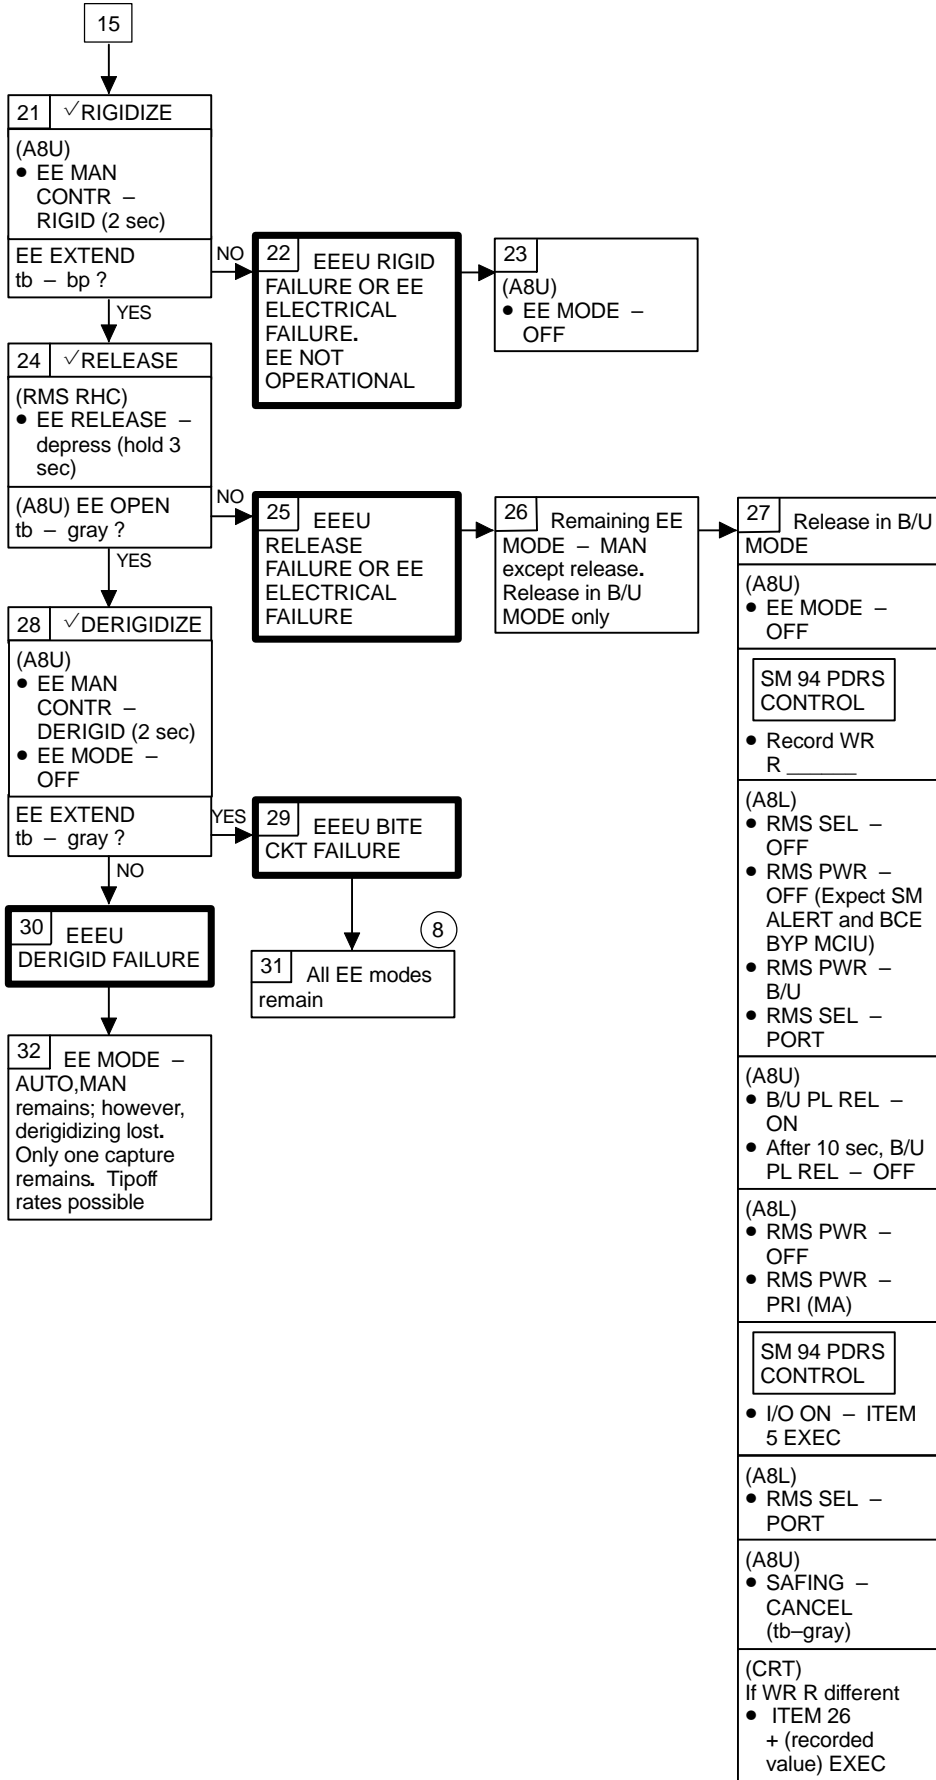 15
21 √RIGIDIZE
(A8U)
• EE MAN
CONTR –
RIGID (2 sec)
EE EXTEND
tb – bp ?
NO
YES
22 EEEU RIGID
FAILURE OR EE
ELECTRICAL
FAILURE.
EE NOT
OPERATIONAL
23
(A8U)
• EE MODE –
OFF
24 √RELEASE
(RMS RHC)
• EE RELEASE –
depress (hold 3
sec)
(A8U) EE OPEN
tb – gray ?
NO
YES
25 EEEU
RELEASE
FAILURE OR EE
ELECTRICAL
FAILURE
26 Remaining EE
MODE – MAN
except release.
Release in B/U
MODE only
27 Release in B/U
MODE
(A8U)
• EE MODE –
OFF
SM 94 PDRS
CONTROL
• Record WR
R ______
(A8L)
• RMS SEL –
OFF
• RMS PWR –
OFF (Expect SM
ALERT and BCE
BYP MCIU)
• RMS PWR –
B/U
• RMS SEL –
PORT
(A8U)
• B/U PL REL –
ON
• After 10 sec, B/U
PL REL – OFF
(A8L)
• RMS PWR –
OFF
• RMS PWR –
PRI (MA)
SM 94 PDRS
CONTROL
• I/O ON – ITEM
5 EXEC
(A8L)
• RMS SEL –
PORT
(A8U)
• SAFING –
CANCEL
(tb–gray)
(CRT)
If WR R different
• ITEM 26
+ (recorded
value) EXEC
28 √DERIGIDIZE
(A8U)
• EE MAN
CONTR –
DERIGID (2 sec)
• EE MODE –
OFF
EE EXTEND
tb – gray ?
YES
NO
29 EEEU BITE
CKT FAILURE
8
31 All EE modes
remain
30 EEEU
DERIGID FAILURE
32 EE MODE –
AUTO,MAN
remains; however,
derigidizing lost.
Only one capture
remains. Tipoff
rates possible